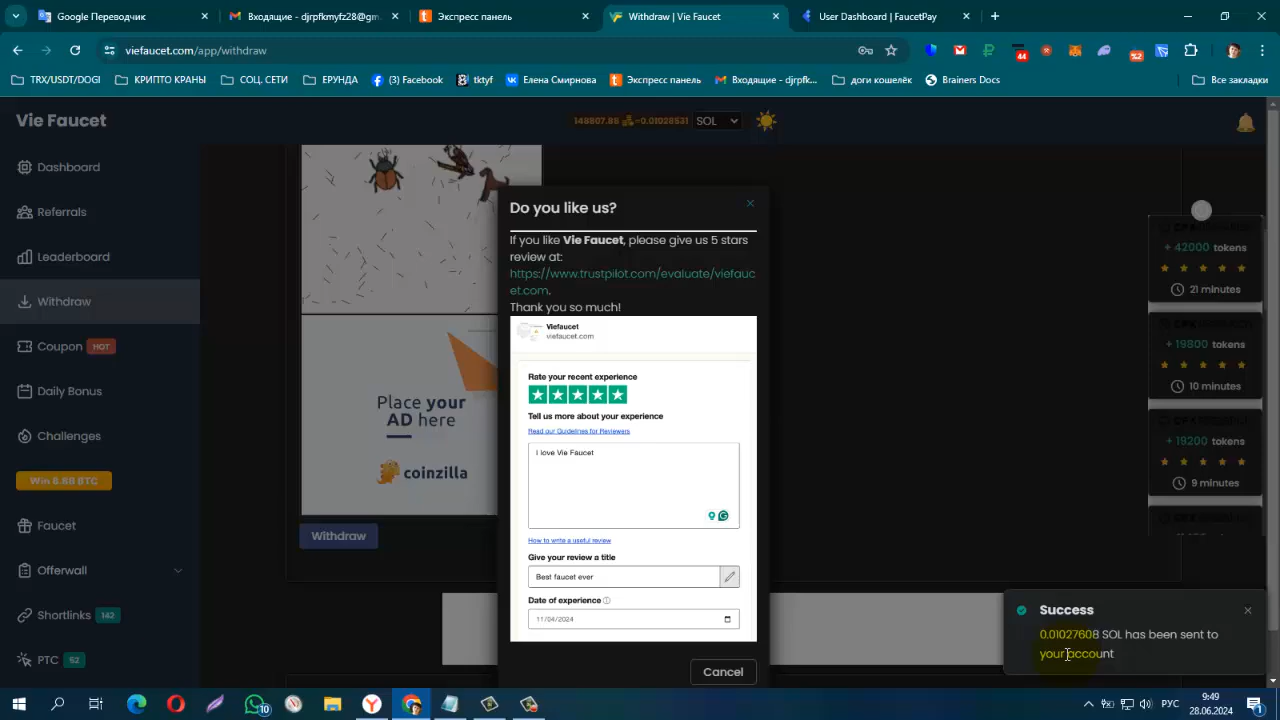 Входящие - djrpfkmyfz28@gm
Экспресс панель
Withdraw | Vie Faucet
User Dashboard | FaucetPay
viefaucet.com/app/withdraw
44
52
TRX/TUSD/DOGI
КРИПТО КРАНЫ
СОЦ.СЕТИ
ЕРУНДА
(3) Facebook
tktyf
Елена Смирнова
Экспресс панель
Входящие – djrpfk...
доги кошелёк
Brainers Docs
Все закладки
Vie Faucet
148807.86 =0.01028531
SOL
Dashboard
Referrals
Leaderboard
Withdraw
Coupon HOT
Daily Bonus
Challenges
Win 8.88 BTC
Faucet
Offerwall
Shortlinks 142
PTC 52
Place your
AD here
coinzilla
Withdraw
Do you like us?
If you like Vie Faucet, please give us 5 stars
review at:
https://www.trustpilot.com/evaluate/viefauc
et.com.
Thank you so much!
Viefaucet
viefaucet.com
Rate your recent experience
Tell us more about your experience
Read our Guidelines for Reviewers
I love Vie Faucet
How to write a useful review
Give your review a title
Best faucet ever
Date of experience
11/04/2024
Cancel
+ 42000 tokens
21 minutes
+ 19800 tokens
10 minutes
+ 19200 tokens
9 minutes
Success
0.01027608 SOL has been sent to
your account
10
РУС
9:49
28.06.2024